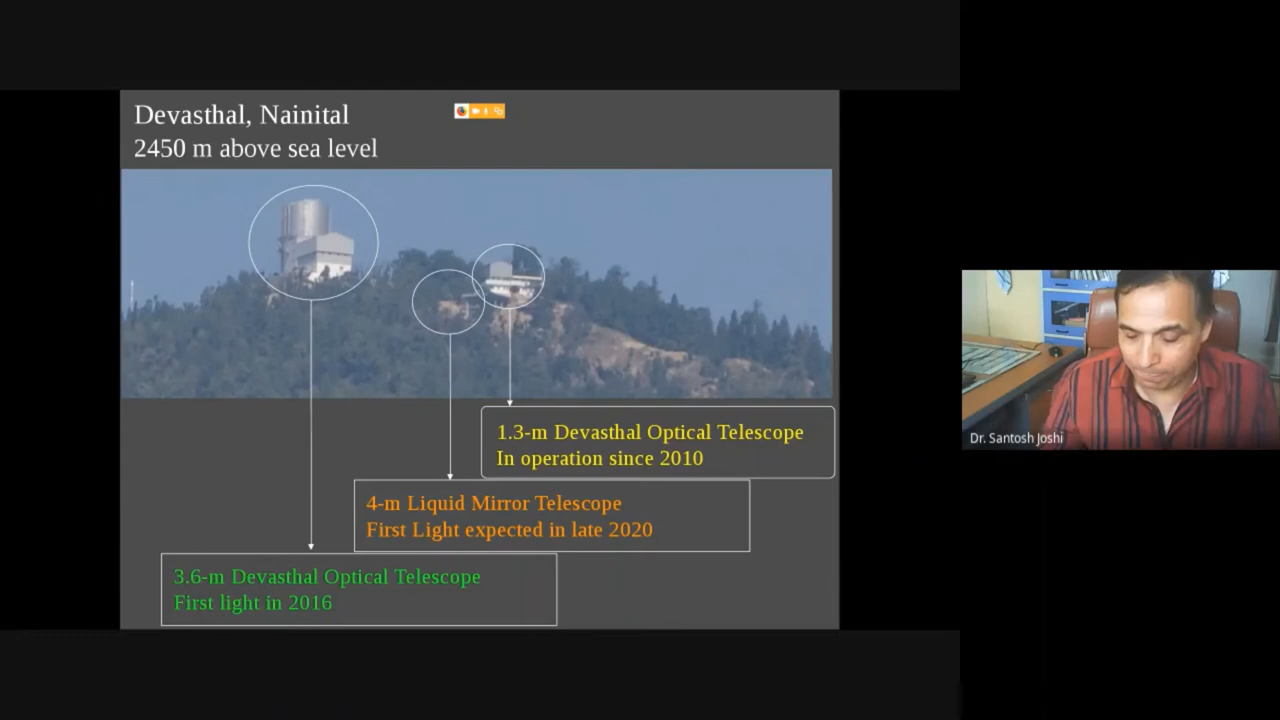 Devasthal, Nainital
2450 m above sea level
1.3-m Devasthal Optical Telescope
In operation since 2010
4-m Liquid Mirror Telescope
First Light expected in late 2020
3.6-m Devasthal Optical Telescope
First light in 2016
Dr. Santosh Joshi